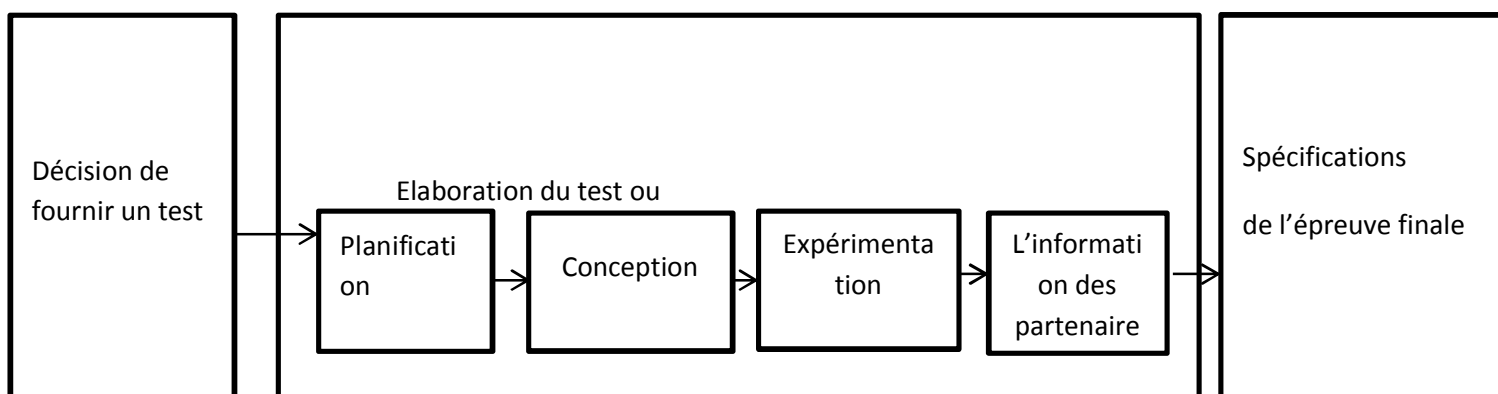 Décision de
fournir un test
Elaboration du test ou
Planificati
on
Conception
Expérimenta
tion
L’informati
on des
partenaire
Spécifications
de l’épreuve finale